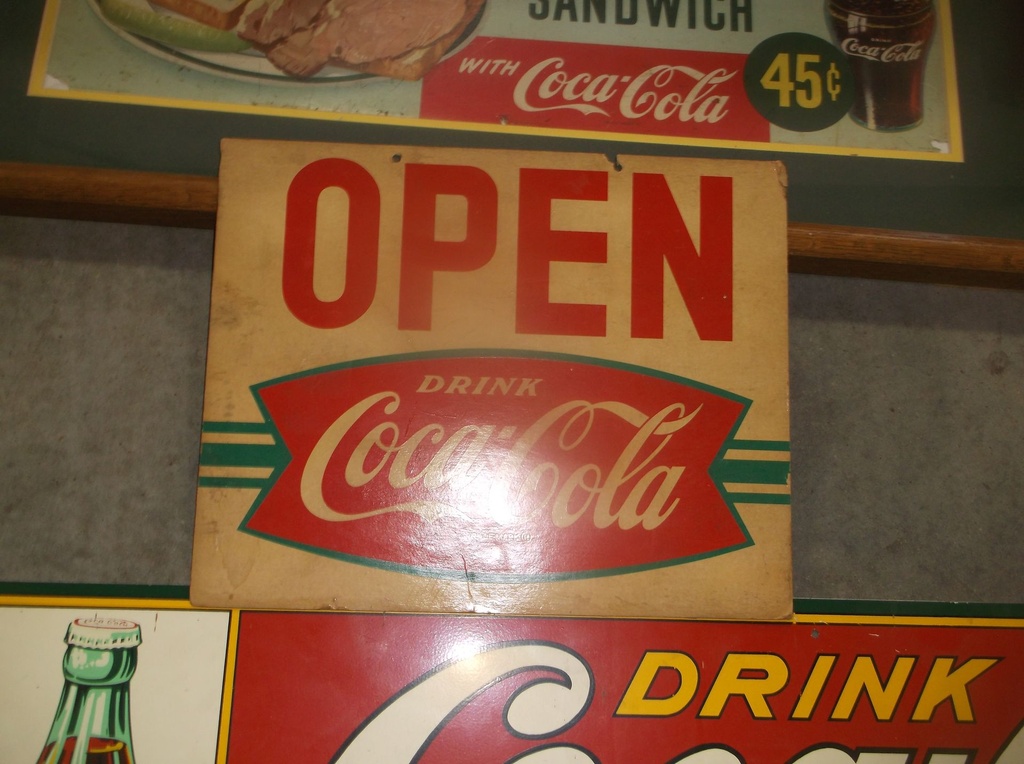 SANDWICH
WITH Coca-Cola 45¢
Coca-Cola
OPEN
DRINK
Coca-Cola
DRINK